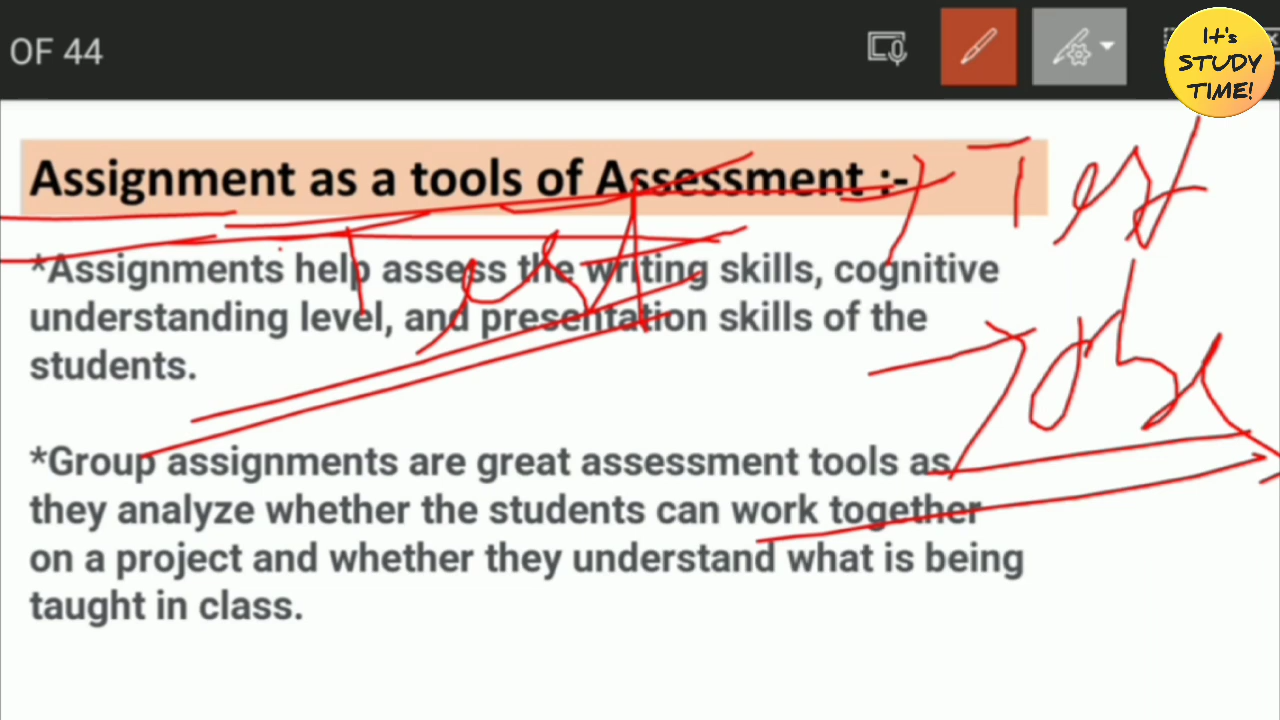 OF 44
It's
STUDY
TIME!
Assignment as a tools of Assessment :-
Test
Test
*Assignments help assess the writing skills, cognitive
understanding level, and presentation skills of the
students.
*Group assignments are great assessment tools as
they analyze whether the students can work together
on a project and whether they understand what is being
taught in class.